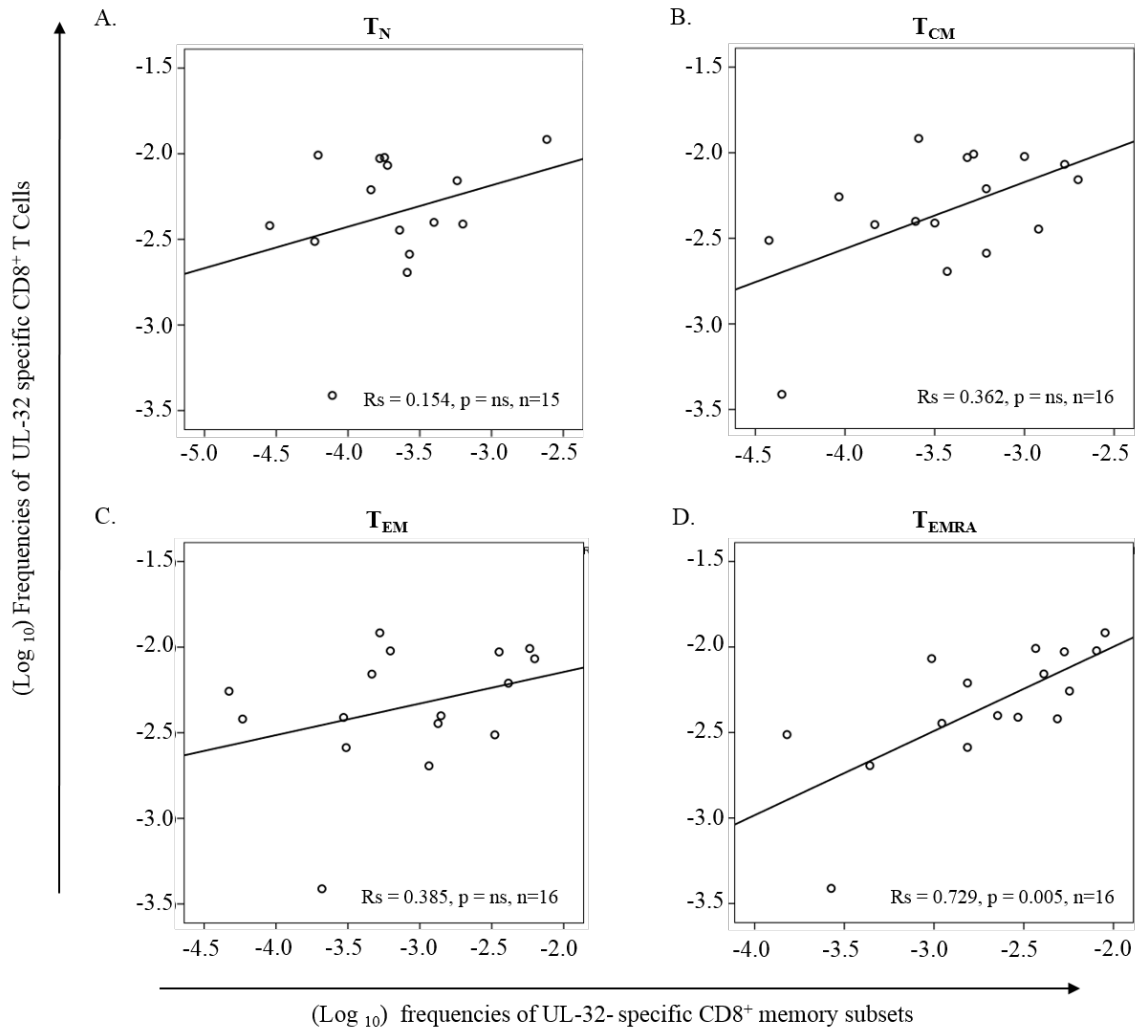 A.
T_N
-1.5
-2.0
-2.5
-3.0
-3.5
Rs = 0.154, p = ns, n=15
-5.0 -4.5 -4.0 -3.5 -3.0 -2.5
B.
T_CM
-1.5
-2.0
-2.5
-3.0
-3.5
Rs = 0.362, p = ns, n=16
-4.5 -4.0 -3.5 -3.0 -2.5
C.
T_EM
-1.5
-2.0
-2.5
-3.0
-3.5
Rs = 0.385, p = ns, n=16
-4.5 -4.0 -3.5 -3.0 -2.5 -2.0
D.
T_EMRA
-1.5
-2.0
-2.5
-3.0
-3.5
Rs = 0.729, p = 0.005, n=16
-4.0 -3.5 -3.0 -2.5 -2.0
(Log ₁₀) Frequencies of UL-32 specific CD8⁺ T Cells
(Log ₁₀) frequencies of UL-32- specific CD8⁺ memory subsets